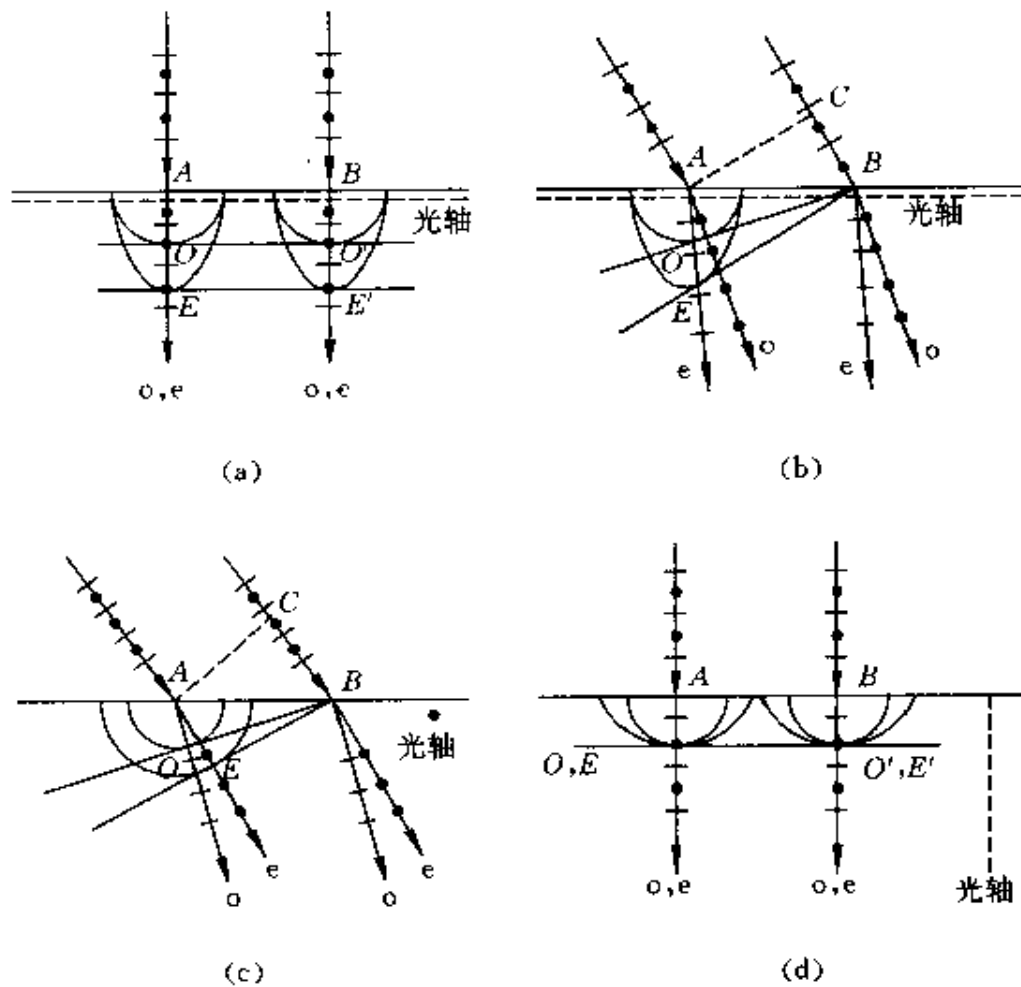 A B
光轴
O O'
E E'
o,e o,e
(a)
C
A B
光轴
O
E
o o
e e
(b)
C
A B
光轴
O E
e e
o o
(c)
A B
O,E O',E'
o,e o,e 光轴
(d)